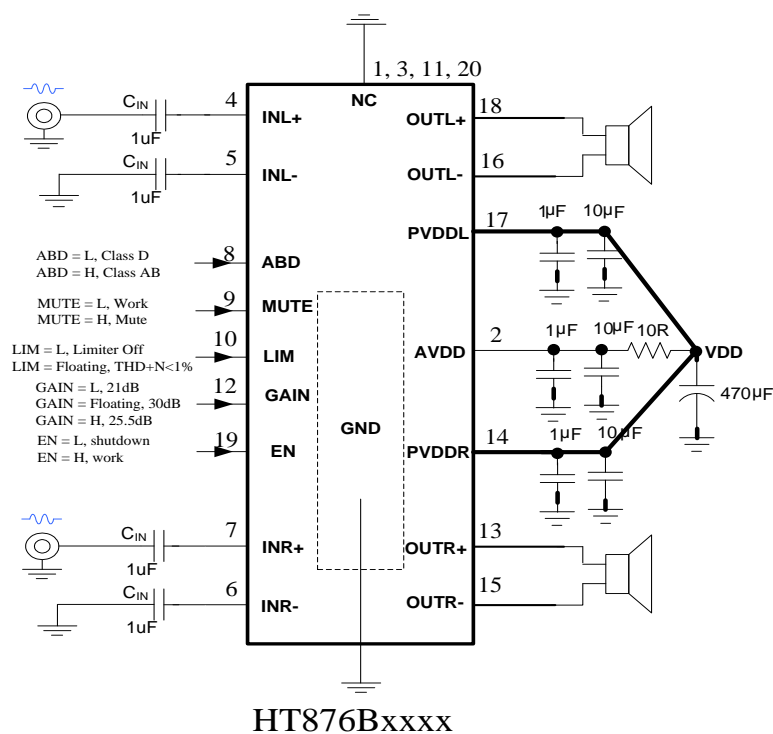 1, 3, 11, 20
NC
C_IN
1uF
4
INL+
18
OUTL+
C_IN
1uF
5
INL-
16
OUTL-
17
PVDDL
1µF
10µF
ABD = L, Class D
ABD = H, Class AB
8
ABD
MUTE = L, Work
MUTE = H, Mute
9
MUTE
LIM = L, Limiter Off
LIM = Floating, THD+N<1%
10
LIM
2
AVDD
1µF
10µF
10R
VDD
470µF
GAIN = L, 21dB
GAIN = Floating, 30dB
GAIN = H, 25.5dB
12
GAIN
EN = L, shutdown
EN = H, work
19
EN
GND
14
PVDDR
1µF
10µF
C_IN
1uF
7
INR+
13
OUTR+
C_IN
1uF
6
INR-
15
OUTR-
HT876Bxxxx